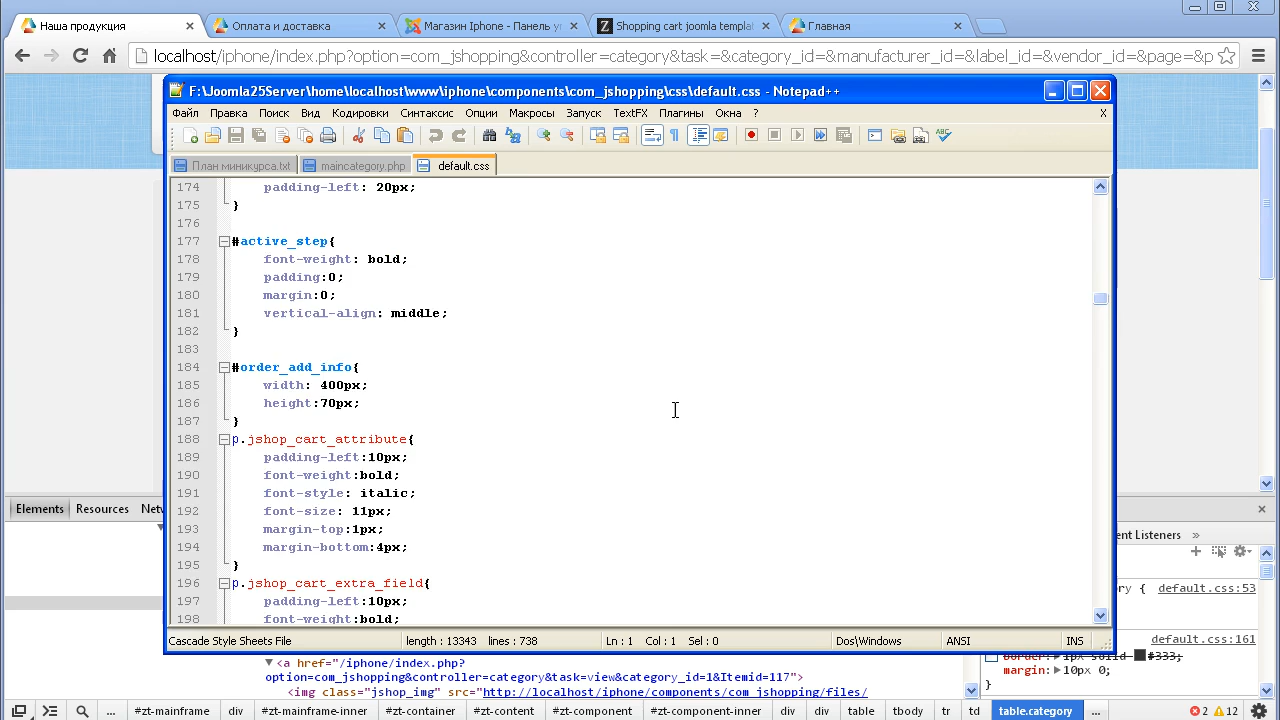 Наша продукция
Оплата и доставка
Магазин Iphone - Панель уп
Shopping cart joomla templat
Главная
localhost/iphone/index.php?option=com_jshopping&controller=category&task=&category_id=&manufacturer_id=&label_id=&vendor_id=&page=&p
F:\Joomla25Server\home\localhost\www\iphone\components\com_jshopping\css\default.css - Notepad++
Файл Правка Поиск Вид Кодировки Синтаксис Опции Макросы Запуск TextFX Плагины Окна ? X
План миникурса.txt maincategory.php default.css
174 padding-left: 20px;
175 }
176
177 #active_step{
178 font-weight: bold;
179 padding:0;
180 margin:0;
181 vertical-align: middle;
182 }
183
184 #order_add_info{
185 width: 400px;
186 height:70px;
187 }
188 p.jshop_cart_attribute{
189 padding-left:10px;
190 font-weight:bold;
191 font-style: italic;
192 font-size: 11px;
193 margin-top:1px;
194 margin-bottom:4px;
195 }
196 p.jshop_cart_extra_field{
197 padding-left:10px;
198 font-weight:bold;
Cascade Style Sheets File length : 13343 lines : 738 Ln : 1 Col : 1 Sel : 0 Dos\Windows ANSI INS
Elements Resources Net
ent Listeners »
ry { default.css:53
default.css:161
border: 1px solid #333;
margin: 10px 0;
}
<a href="/iphone/index.php?
option=com_jshopping&controller=category&task=view&category_id=1&Itemid=117">
<img class="jshop_img" src="http://localhost/iphone/components/com_jshopping/files/
... #zt-mainframe div #zt-mainframe-inner #zt-container #zt-content #zt-component #zt-component-inner div div table tbody tr td table.category ... 2 12